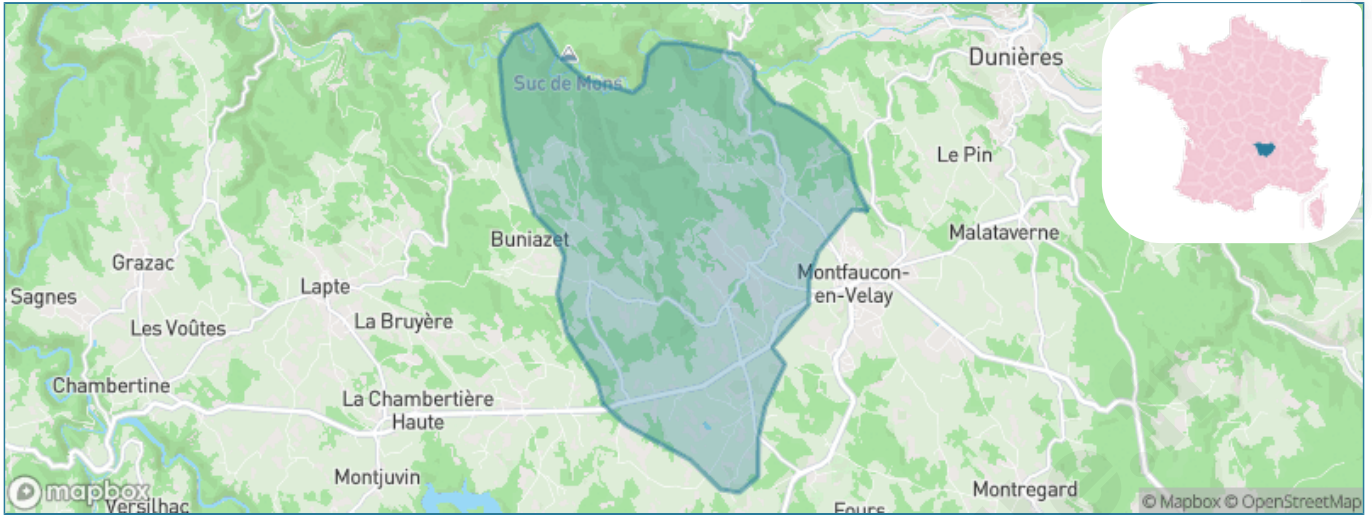 Dunières
Suc de Mons
Le Pin
Malataverne
Buniazet
Grazac
Montfaucon-
en-Velay
Lapte
Sagnes
La Bruyère
Les Voûtes
Chambertine
La Chambertière
Haute
Montjuvin
Montregard
mapbox
© Mapbox © OpenStreetMap
Versilhac
Fours